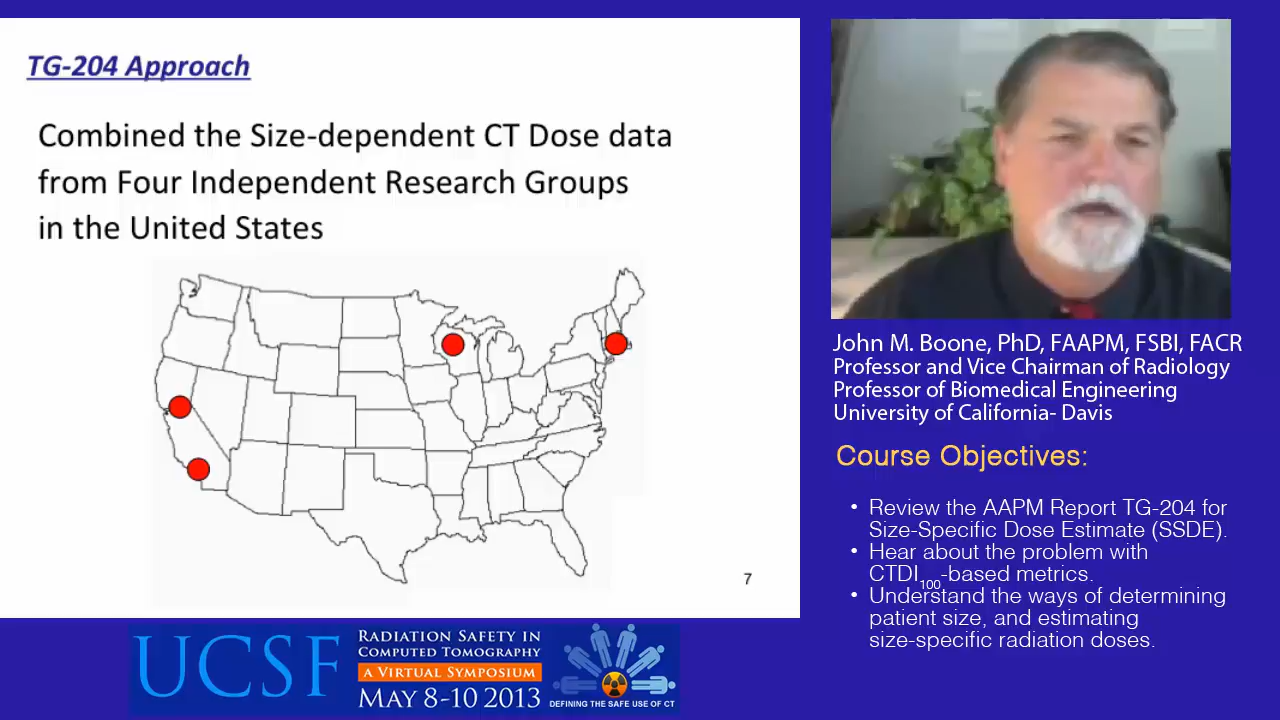 TG-204 Approach
Combined the Size-dependent CT Dose data
from Four Independent Research Groups
in the United States
7
John M. Boone, PhD, FAAPM, FSBI, FACR
Professor and Vice Chairman of Radiology
Professor of Biomedical Engineering
University of California- Davis
Course Objectives:
• Review the AAPM Report TG-204 for
Size-Specific Dose Estimate (SSDE).
• Hear about the problem with
CTDI100-based metrics.
• Understand the ways of determining
patient size, and estimating
size-specific radiation doses.
UCSF
RADIATION SAFETY IN
COMPUTED TOMOGRAPHY
A VIRTUAL SYMPOSIUM
MAY 8-10 2013
DEFINING THE SAFE USE OF CT